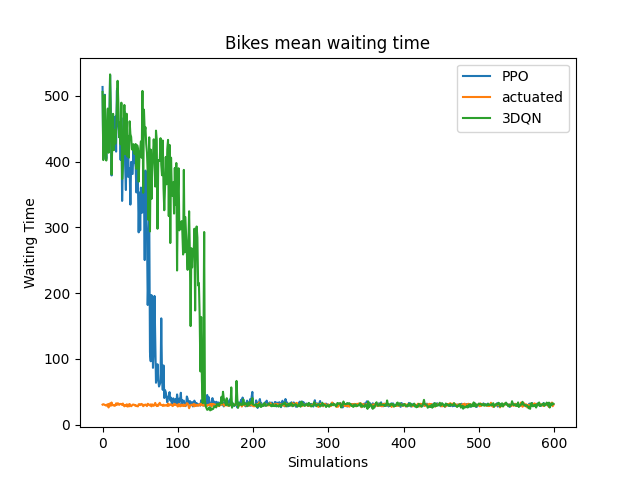 Bikes mean waiting time
PPO
actuated
3DQN
Waiting Time
500
400
300
200
100
0
0 100 200 300 400 500 600
Simulations